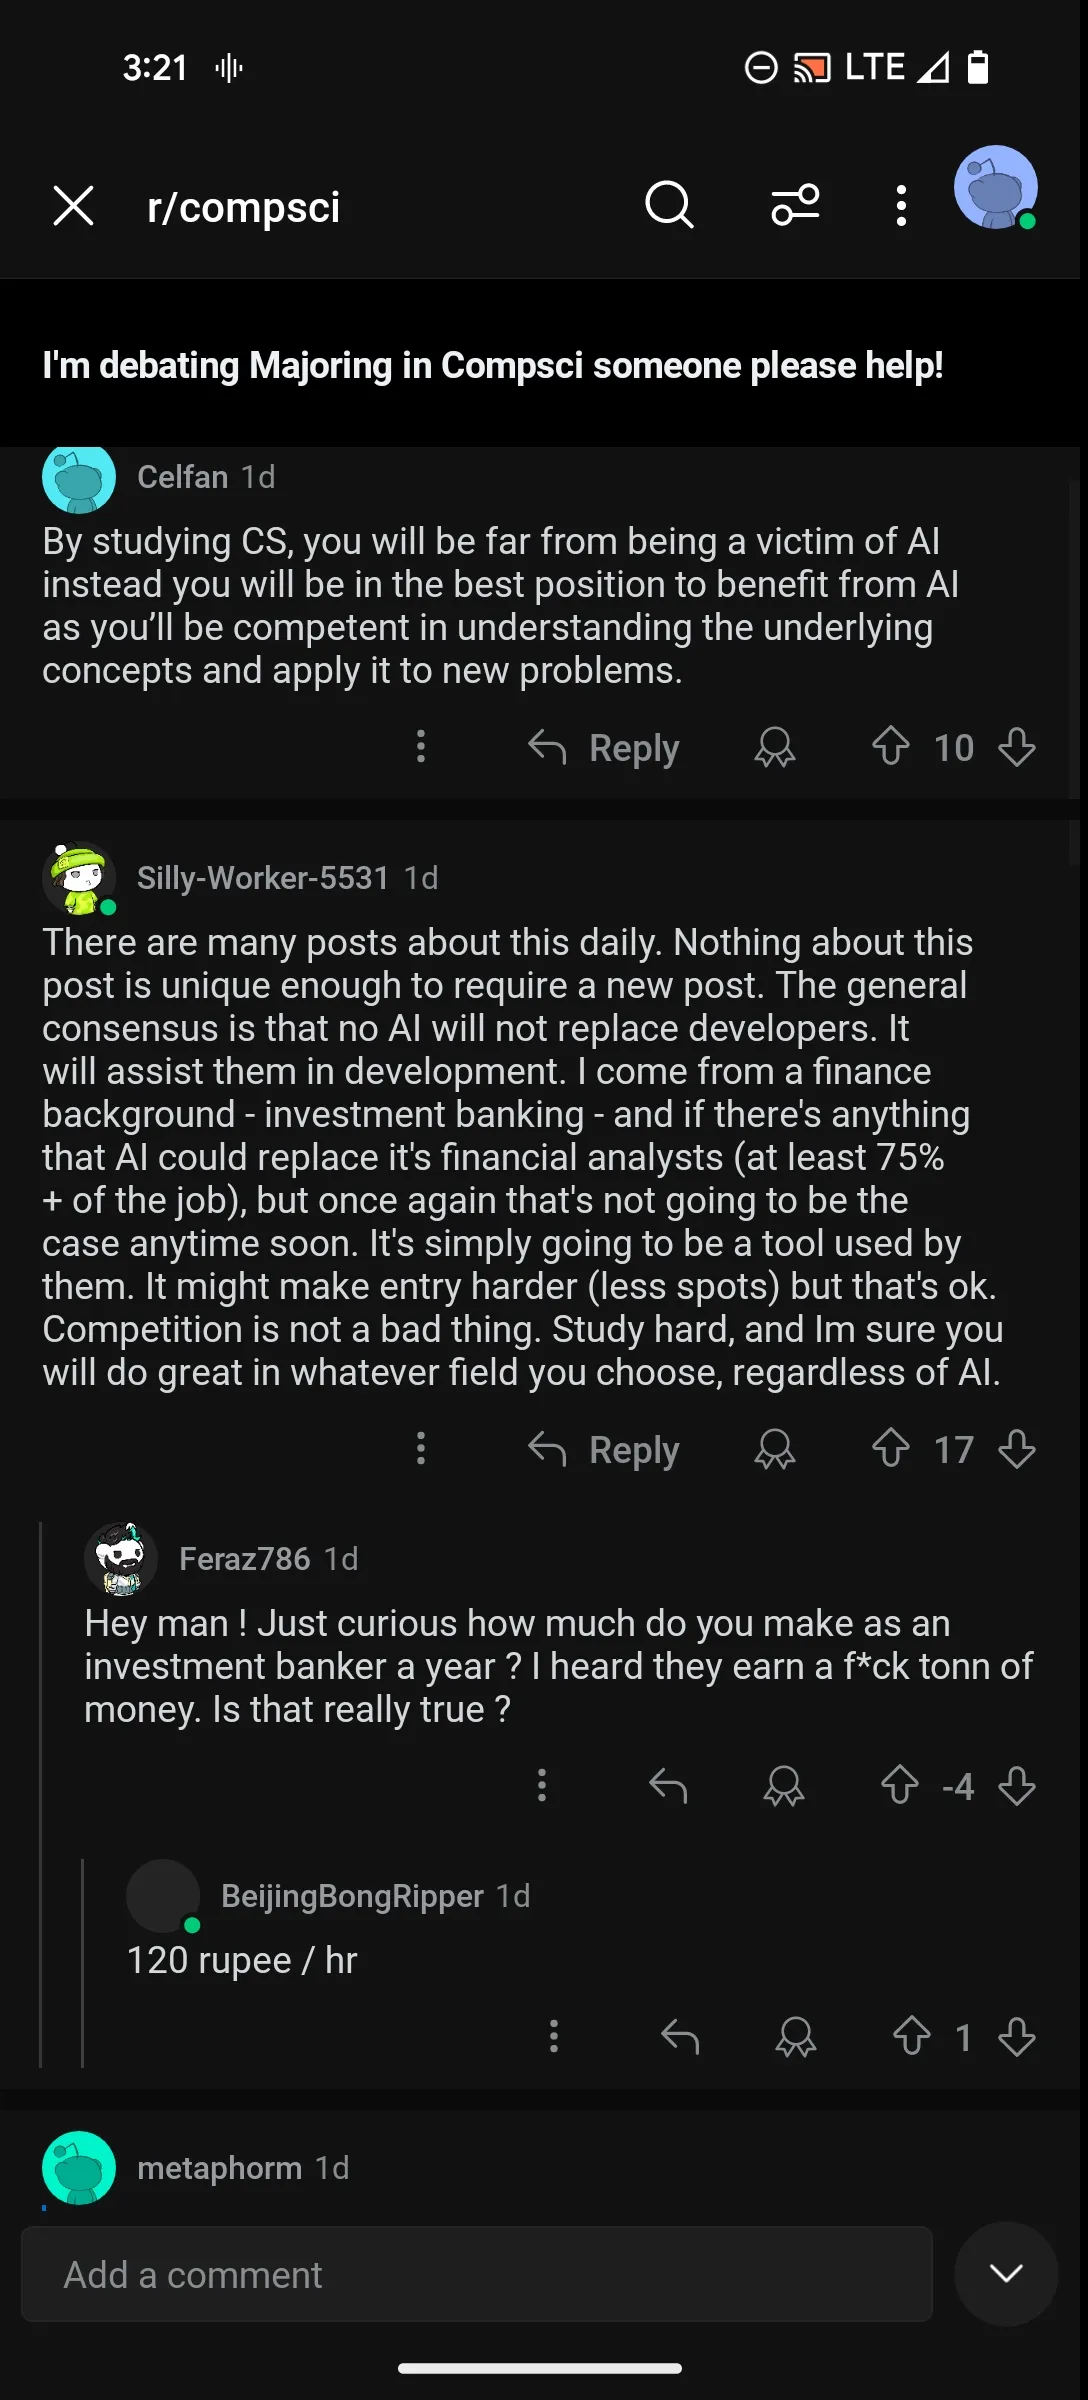 3:21
LTE
r/compsci
I'm debating Majoring in Compsci someone please help!
Celfan 1d
By studying CS, you will be far from being a victim of AI
instead you will be in the best position to benefit from AI
as you’ll be competent in understanding the underlying
concepts and apply it to new problems.
Reply 10
Silly-Worker-5531 1d
There are many posts about this daily. Nothing about this
post is unique enough to require a new post. The general
consensus is that no AI will not replace developers. It
will assist them in development. I come from a finance
background - investment banking - and if there's anything
that AI could replace it's financial analysts (at least 75%
+ of the job), but once again that's not going to be the
case anytime soon. It's simply going to be a tool used by
them. It might make entry harder (less spots) but that's ok.
Competition is not a bad thing. Study hard, and Im sure you
will do great in whatever field you choose, regardless of AI.
Reply 17
Feraz786 1d
Hey man ! Just curious how much do you make as an
investment banker a year ? I heard they earn a f*ck tonn of
money. Is that really true ?
-4
BeijingBongRipper 1d
120 rupee / hr
1
metaphorm 1d
Add a comment